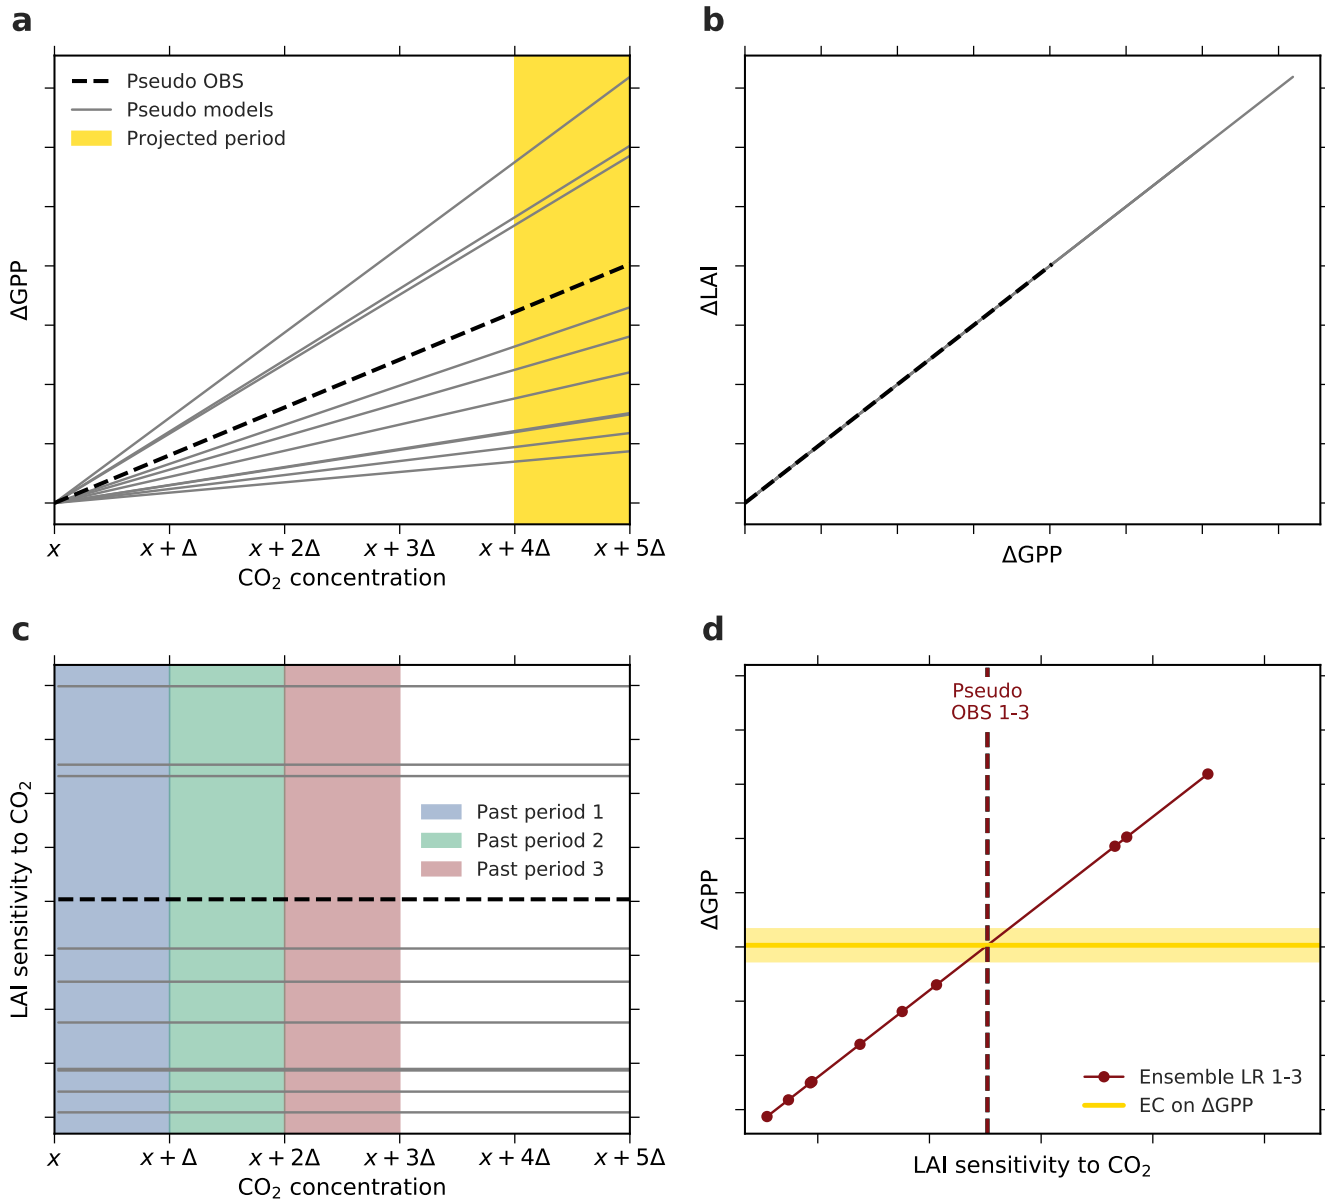 a
Pseudo OBS
Pseudo models
Projected period
ΔGPP
x
x + Δ
x + 2Δ
x + 3Δ
x + 4Δ
x + 5Δ
CO₂ concentration
b
ΔLAI
ΔGPP
c
Past period 1
Past period 2
Past period 3
LAI sensitivity to CO₂
x
x + Δ
x + 2Δ
x + 3Δ
x + 4Δ
x + 5Δ
CO₂ concentration
d
Pseudo
OBS 1-3
ΔGPP
Ensemble LR 1-3
EC on ΔGPP
LAI sensitivity to CO₂